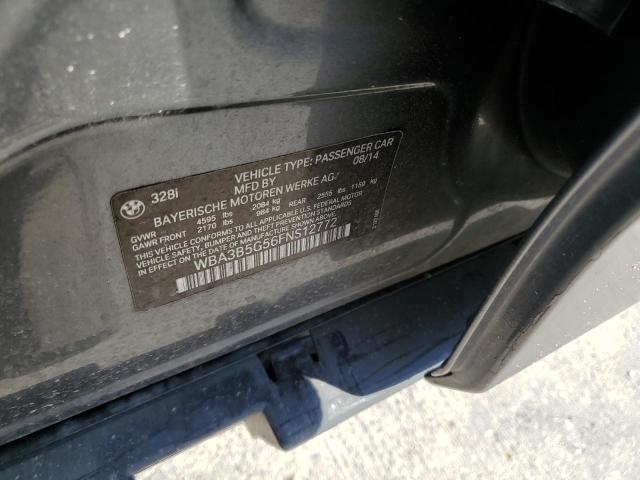 BMW 328i
VEHICLE TYPE: PASSENGER CAR
MFD BY 08/14
BAYERISCHE MOTOREN WERKE AG
GVWR 4595 lbs 2084 kg
GAWR FRONT 2170 lbs 984 kg REAR 2555 lbs 1159 kg
THIS VEHICLE CONFORMS TO ALL APPLICABLE U.S. FEDERAL MOTOR
VEHICLE SAFETY, BUMPER AND THEFT PREVENTION STANDARDS
IN EFFECT ON THE DATE OF MANUFACTURE SHOWN ABOVE.
WBA3B5G56FNS12772